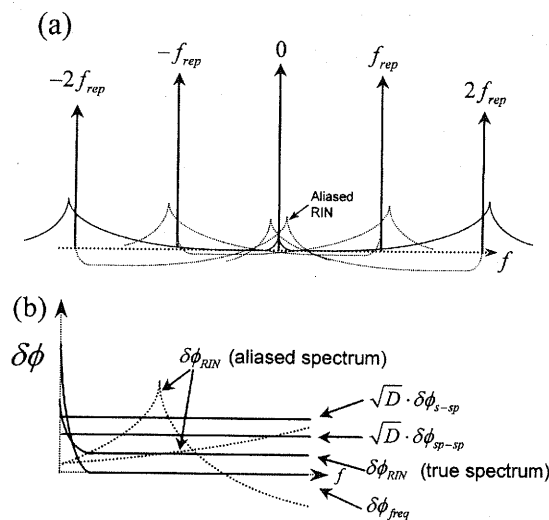 (a)
0
−f_rep
f_rep
−2f_rep
2f_rep
Aliased
RIN
f
(b)
δϕ
δϕ_RIN (aliased spectrum)
√D · δϕ_s−sp
√D · δϕ_sp−sp
f
δϕ_RIN (true spectrum)
δϕ_freq